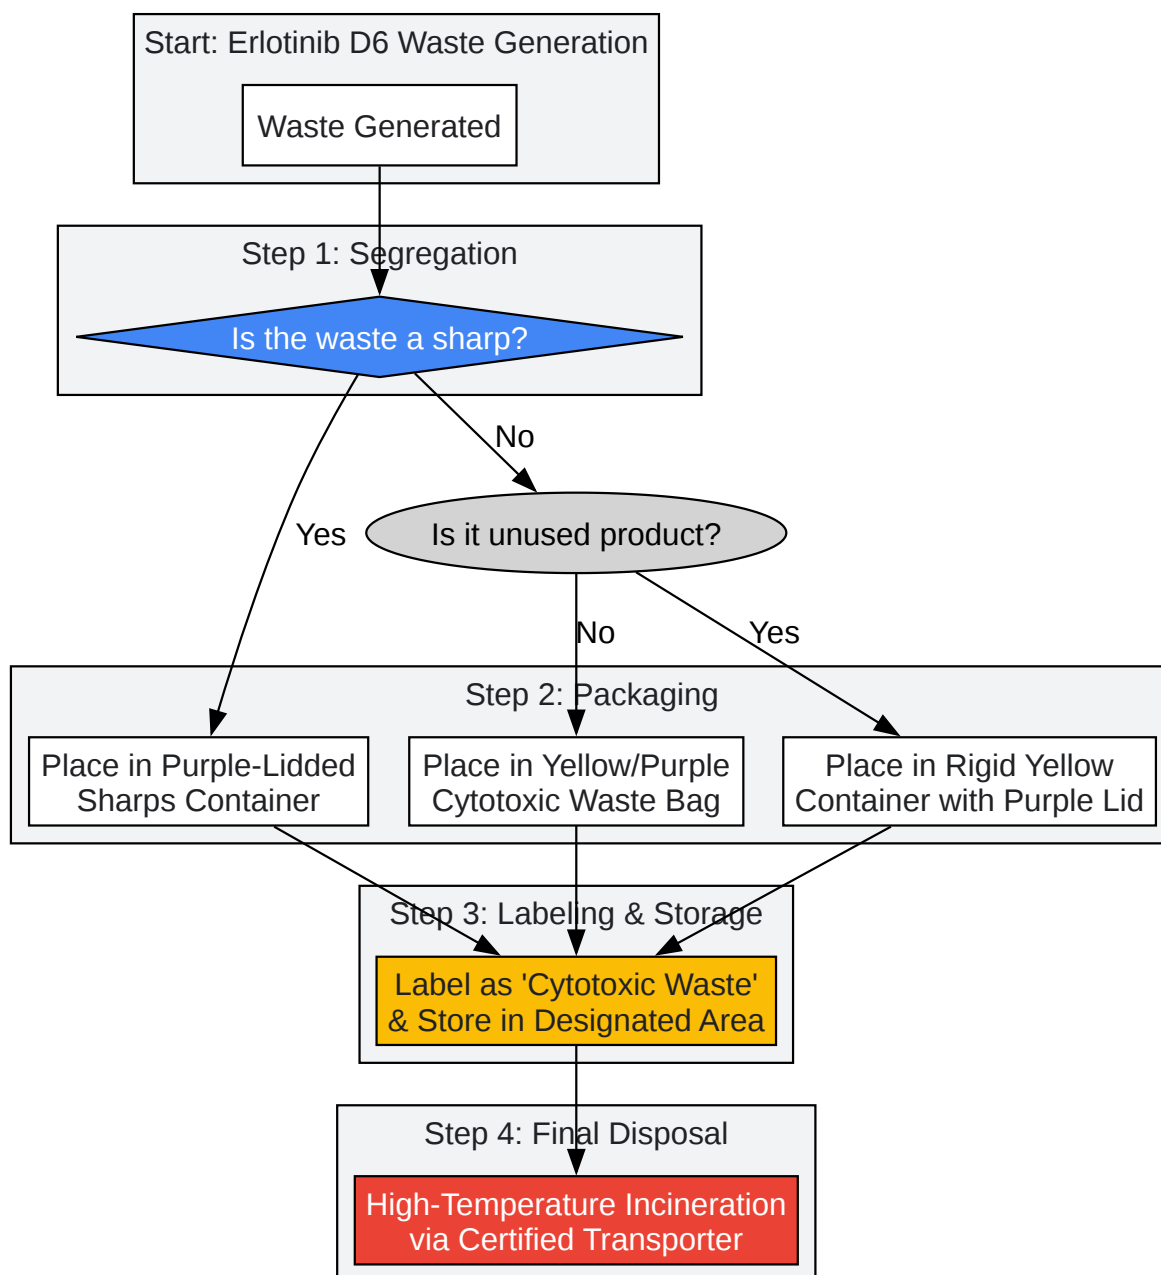 Start: Erlotinib D6 Waste Generation
Waste Generated
Step 1: Segregation
Is the waste a sharp?
No
Yes
Is it unused product?
No
Yes
Step 2: Packaging
Place in Purple-Lidded
Sharps Container
Place in Yellow/Purple
Cytotoxic Waste Bag
Place in Rigid Yellow
Container with Purple Lid
Step 3: Labeling & Storage
Label as 'Cytotoxic Waste'
& Store in Designated Area
Step 4: Final Disposal
High-Temperature Incineration
via Certified Transporter